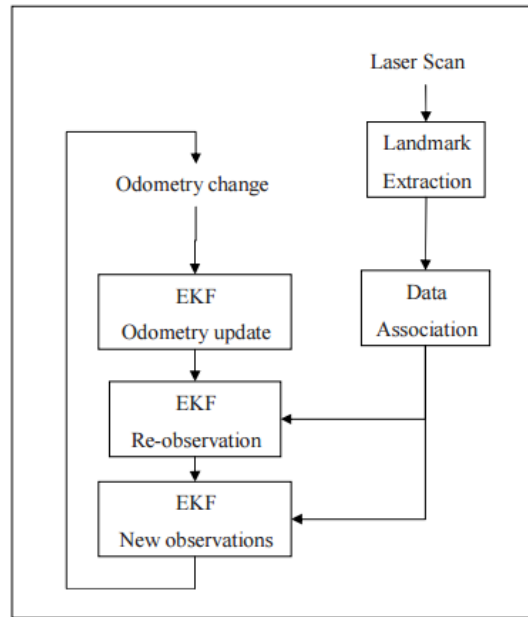 Laser Scan
Landmark
Extraction
Odometry change
EKF
Odometry update
Data
Association
EKF
Re-observation
EKF
New observations